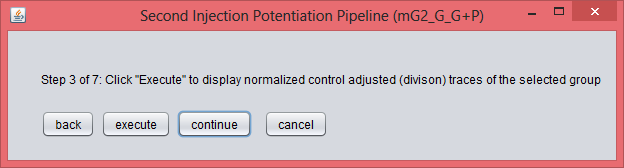 Second Injection Potentiation Pipeline (mG2_G_G+P)
Step 3 of 7: Click "Execute" to display normalized control adjusted (divison) traces of the selected group
back execute continue cancel